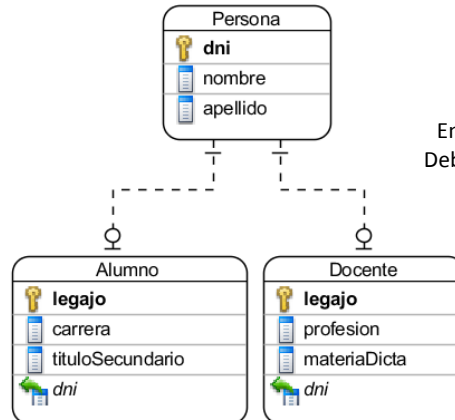 Persona
dni
nombre
apellido
Alumno
legajo
carrera
tituloSecundario
dni
Docente
legajo
profesion
materiaDicta
dni